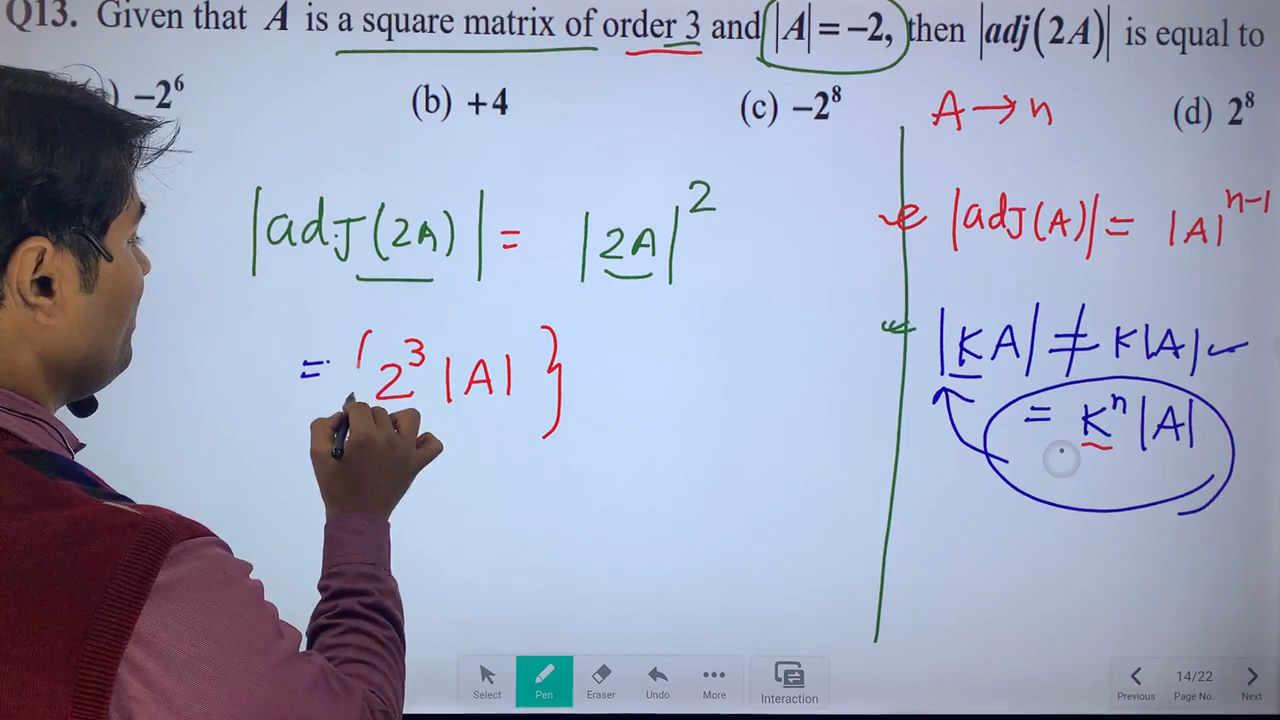 Q13. Given that A is a square matrix of order 3 and |A| = −2, then |adj(2A)| is equal to
) −2⁶ (b) +4 (c) −2⁸ (d) 2⁸
A → n
|adj(2A)| = |2A|²
|adj(A)| = |A|ⁿ⁻¹
|KA| ≠ K|A|
= Kⁿ|A|
= { 2³ |A| }
Select Pen Eraser Undo More Interaction
14/22
Previous Page No. Next